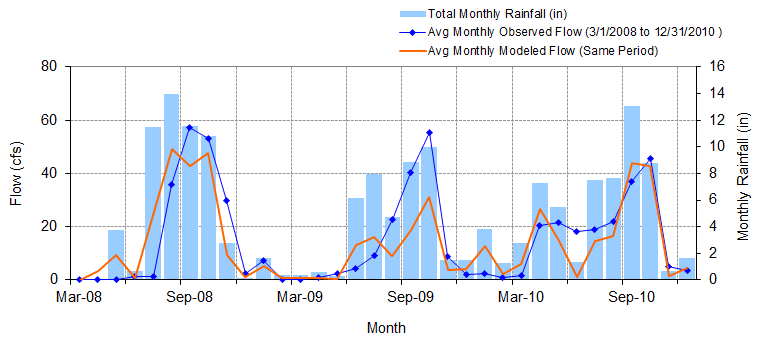 Total Monthly Rainfall (in)
Avg Monthly Observed Flow (3/1/2008 to 12/31/2010 )
Avg Monthly Modeled Flow (Same Period)
80
60
40
20
0
Flow (cfs)
16
14
12
10
8
6
4
2
0
Monthly Rainfall (in)
Mar-08 Sep-08 Mar-09 Sep-09 Mar-10 Sep-10
Month